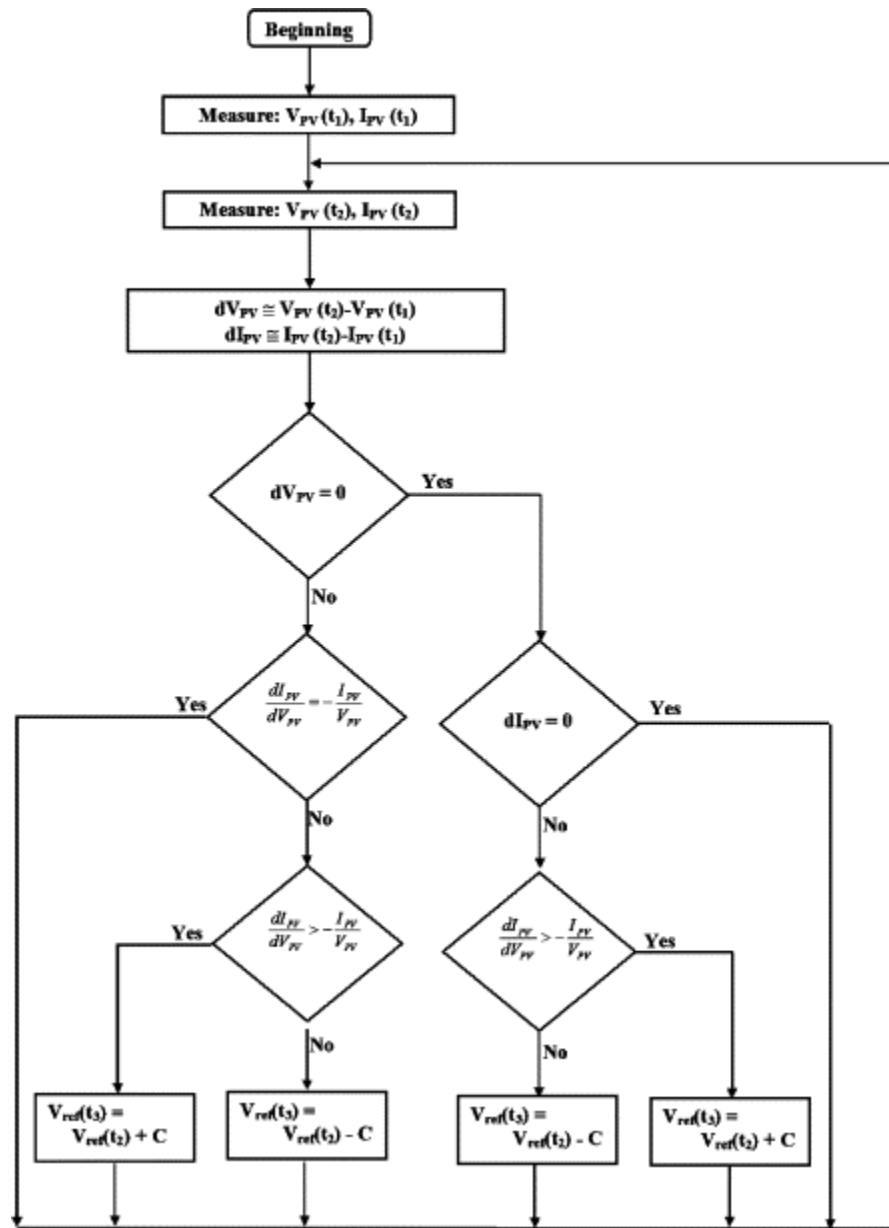 Beginning
Measure: V_PV (t_1), I_PV (t_1)
Measure: V_PV (t_2), I_PV (t_2)
dV_PV ≅ V_PV (t_2)-V_PV (t_1)
dI_PV ≅ I_PV (t_2)-I_PV (t_1)
dV_PV = 0
Yes
No
Yes
dI_PV/dV_PV = - I_PV/V_PV
dI_PV = 0
Yes
No
No
Yes
dI_PV/dV_PV > - I_PV/V_PV
dI_PV/dV_PV > - I_PV/V_PV
Yes
No
No
V_ref(t_3) =
V_ref(t_2) + C
V_ref(t_3) =
V_ref(t_2) - C
V_ref(t_3) =
V_ref(t_2) - C
V_ref(t_3) =
V_ref(t_2) + C